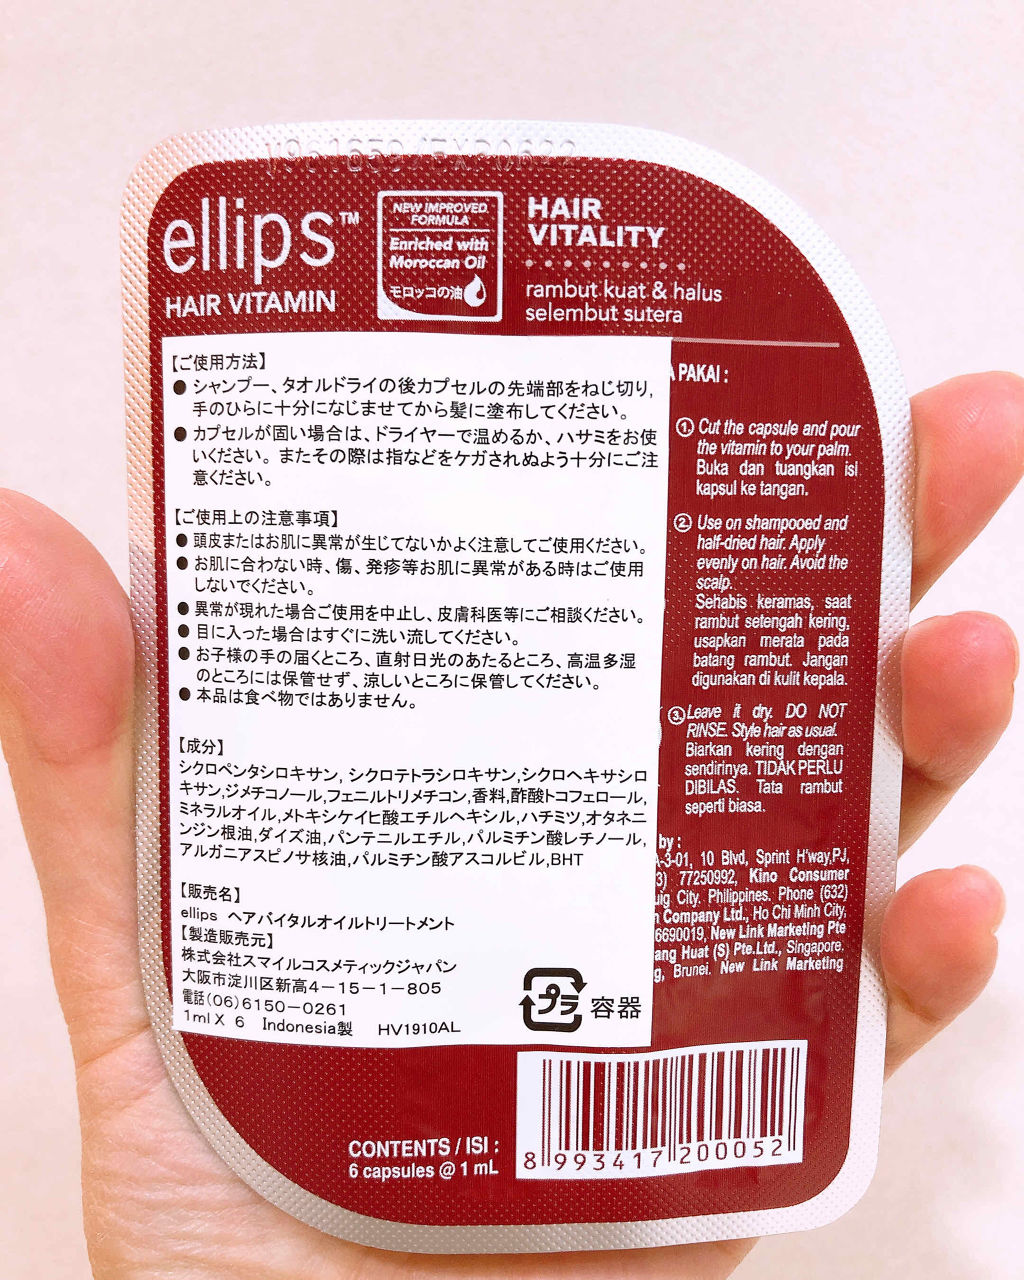 ellips™
HAIR VITAMIN
NEW IMPROVED
FORMULA
Enriched with
Moroccan Oil
モロッコの油
HAIR
VITALITY
rambut kuat & halus
selembut sutera
【ご使用方法】
● シャンプー、タオルドライの後カプセルの先端部をねじ切り,
手のひらに十分になじませてから髪に塗布してください。
● カプセルが固い場合は、ドライヤーで温めるか、ハサミをお使
いください。またその際は指などをケガされぬよう十分にご注
意ください。
【ご使用上の注意事項】
● 頭皮またはお肌に異常が生じてないかよく注意してご使用ください。
● お肌に合わない時、傷、発疹等お肌に異常がある時はご使用
しないでください。
● 異常が現れた場合ご使用を中止し、皮膚科医等にご相談ください。
● 目に入った場合はすぐに洗い流してください。
● お子様の手の届くところ、直射日光のあたるところ、高温多湿
のところには保管せず、涼しいところに保管してください。
● 本品は食べ物ではありません。
【成分】
シクロペンタシロキサン, シクロテトラシロキサン,シクロヘキサシロ
キサン,ジメチコノール,フェニルトリメチコン,香料,酢酸トコフェロール,
ミネラルオイル,メトキシケイヒ酸エチルヘキシル,ハチミツ,オタネニ
ンジン根油,ダイズ油,パンテニルエチル,パルミチン酸レチノール,
アルガニアスピノサ核油,パルミチン酸アスコルビル,BHT
【販売名】
ellips ヘアバイタルオイルトリートメント
【製造販売元】
株式会社スマイルコスメティックジャパン
大阪市淀川区新高4－15－1－805
電話(06)6150－0261
1ml X 6 Indonesia製 HV1910AL
プラ 容器
A PAKAI :
① Cut the capsule and pour
the vitamin to your palm.
Buka dan tuangkan isi
kapsul ke tangan.
② Use on shampooed and
half-dried hair. Apply
evenly on hair. Avoid the
scalp.
Sehabis keramas, saat
rambut setengah kering,
usapkan merata pada
batang rambut. Jangan
digunakan di kulit kepala.
③ Leave it dry. DO NOT
RINSE. Style hair as usual.
Biarkan kering dengan
sendirinya. TIDAK PERLU
DIBILAS. Tata rambut
seperti biasa.
by :
A-3-01, 10 Blvd, Sprint H'way,PJ,
3) 77250992, Kino Consumer
uig City. Philippines. Phone (632)
n Company Ltd., Ho Chi Minh City,
6690019, New Link Marketing Pte
ang Huat (S) Pte.Ltd., Singapore.
g, Brunei. New Link Marketing
CONTENTS / ISI :
6 capsules @ 1 mL
8 993417 200052